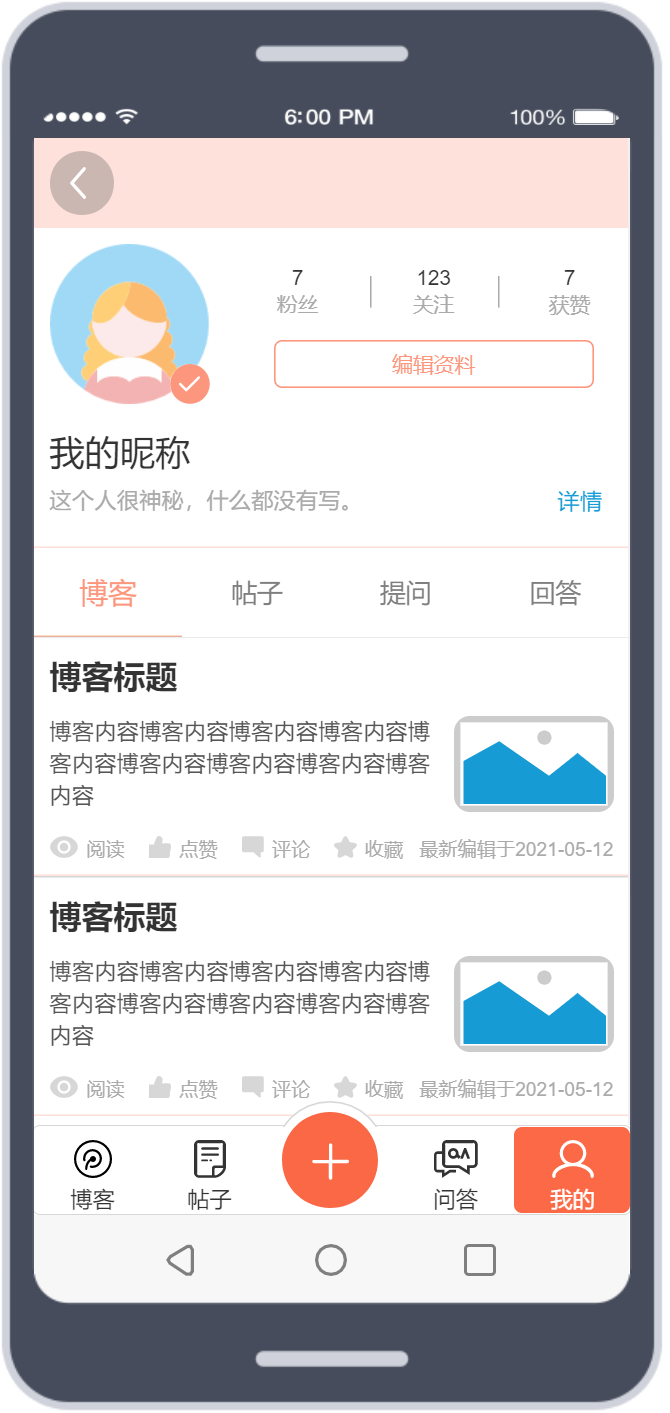 6:00 PM 100%
7 123 7
粉丝 关注 获赞
编辑资料
我的昵称
这个人很神秘，什么都没有写。 详情
博客 帖子 提问 回答
博客标题
博客内容博客内容博客内容博客内容博
客内容博客内容博客内容博客内容博客
内容
阅读 点赞 评论 收藏 最新编辑于2021-05-12
博客标题
博客内容博客内容博客内容博客内容博
客内容博客内容博客内容博客内容博客
内容
阅读 点赞 评论 收藏 最新编辑于2021-05-12
博客 帖子 问答 我的